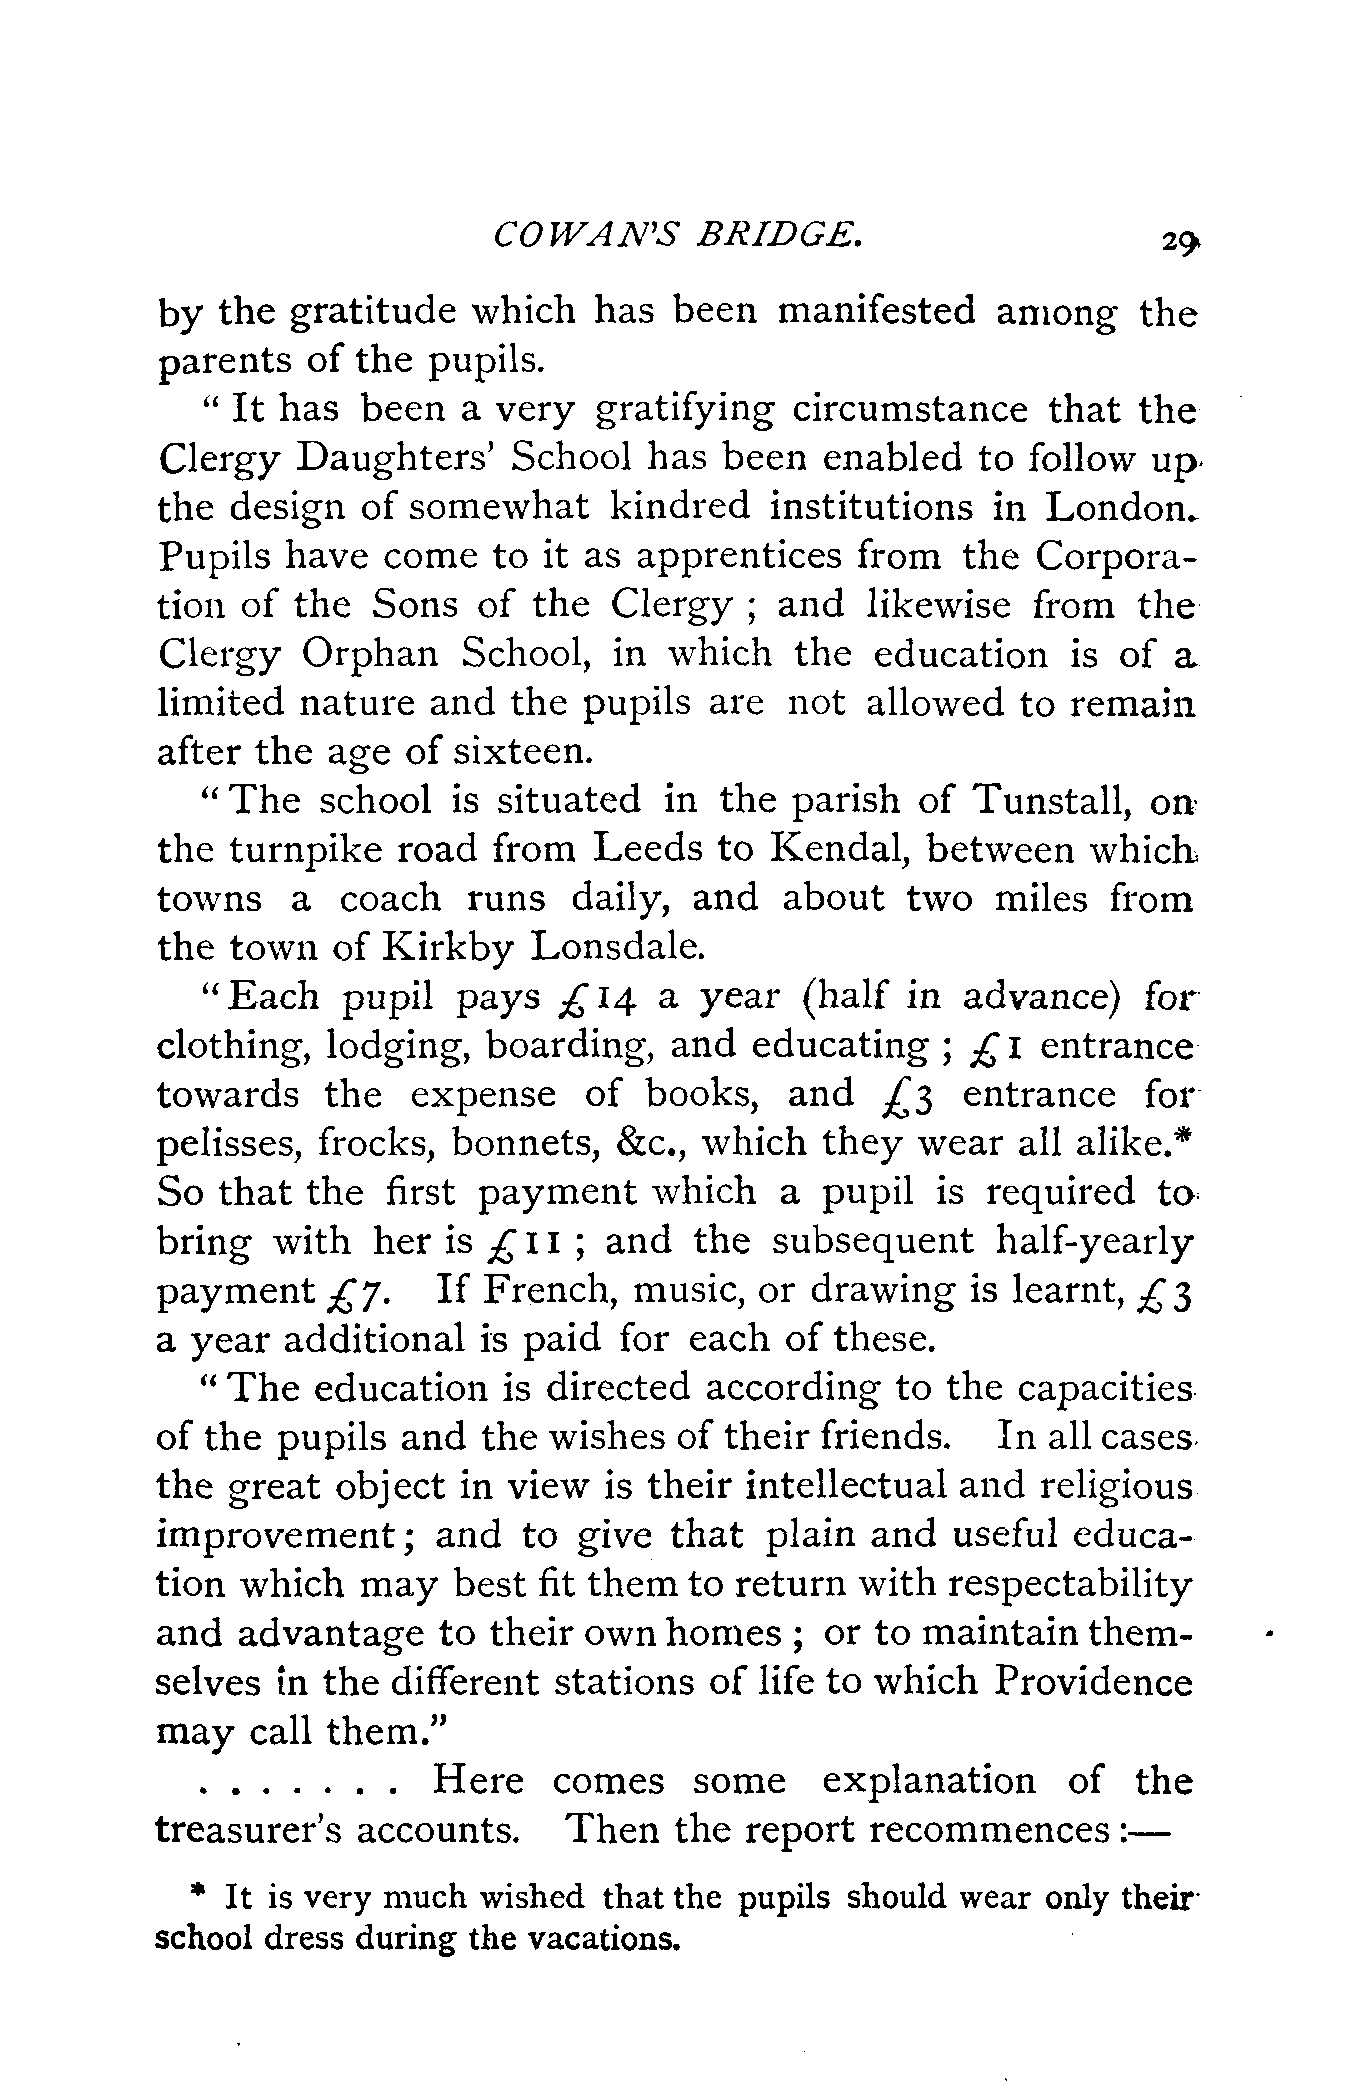 COWAN'S BRIDGE. 29
by the gratitude which has been manifested among the
parents of the pupils.
" It has been a very gratifying circumstance that the
Clergy Daughters' School has been enabled to follow up
the design of somewhat kindred institutions in London.
Pupils have come to it as apprentices from the Corpora-
tion of the Sons of the Clergy ; and likewise from the
Clergy Orphan School, in which the education is of a
limited nature and the pupils are not allowed to remain
after the age of sixteen.
" The school is situated in the parish of Tunstall, on
the turnpike road from Leeds to Kendal, between which
towns a coach runs daily, and about two miles from
the town of Kirkby Lonsdale.
" Each pupil pays £14 a year (half in advance) for
clothing, lodging, boarding, and educating ; £1 entrance
towards the expense of books, and £3 entrance for
pelisses, frocks, bonnets, &c., which they wear all alike.*
So that the first payment which a pupil is required to
bring with her is £11 ; and the subsequent half-yearly
payment £7. If French, music, or drawing is learnt, £3
a year additional is paid for each of these.
" The education is directed according to the capacities
of the pupils and the wishes of their friends. In all cases
the great object in view is their intellectual and religious
improvement ; and to give that plain and useful educa-
tion which may best fit them to return with respectability
and advantage to their own homes ; or to maintain them-
selves in the different stations of life to which Providence
may call them."
. . . . . . . Here comes some explanation of the
treasurer's accounts. Then the report recommences :—
* It is very much wished that the pupils should wear only their
school dress during the vacations.